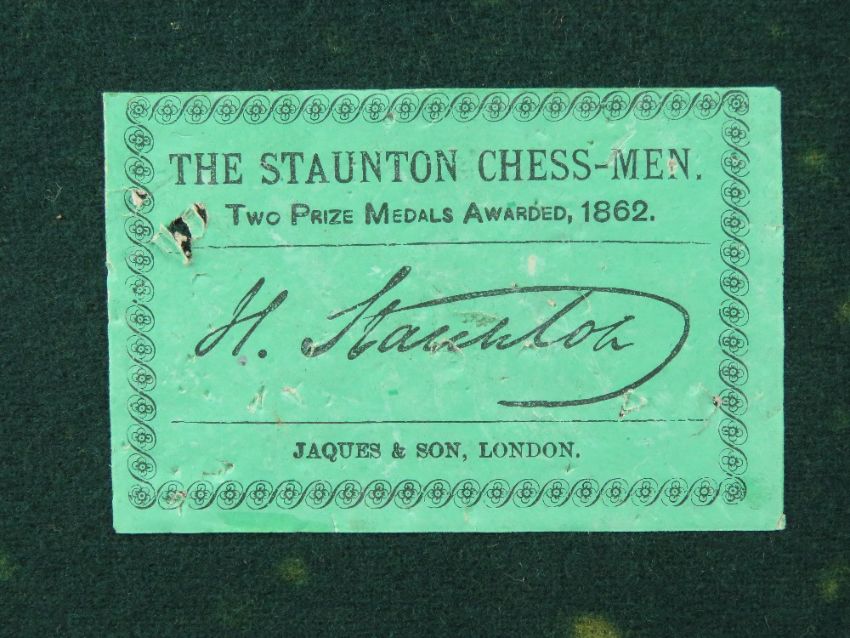 THE STAUNTON CHESS-MEN.
TWO PRIZE MEDALS AWARDED, 1862.
H. Staunton
JAQUES & SON, LONDON.